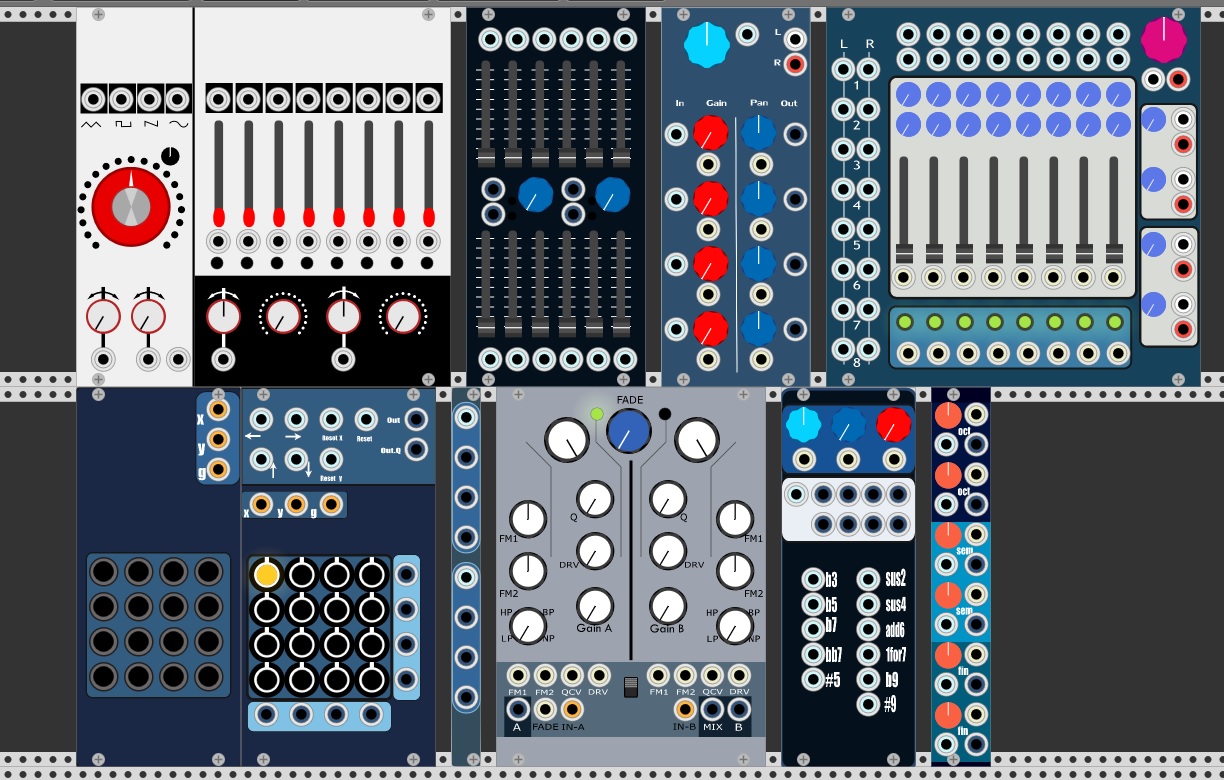 L
R
In Gain Pan Out
L R
1
2
3
4
5
6
7
8
x
y
g
Out
Reset X Reset
Out.Q
Reset Y
x y g
FADE
Q Q
FM1 FM1
DRV DRV
FM2 FM2
HP BP HP BP
Gain A Gain B
LP NP LP NP
FM1 FM2 QCV DRV FM1 FM2 QCV DRV
A FADE IN-A IN-B MIX B
b3 sus2
b5 sus4
b7 add6
bb7 1for7
#5 b9
#9
oct
oct
sem
sem
fin
fin